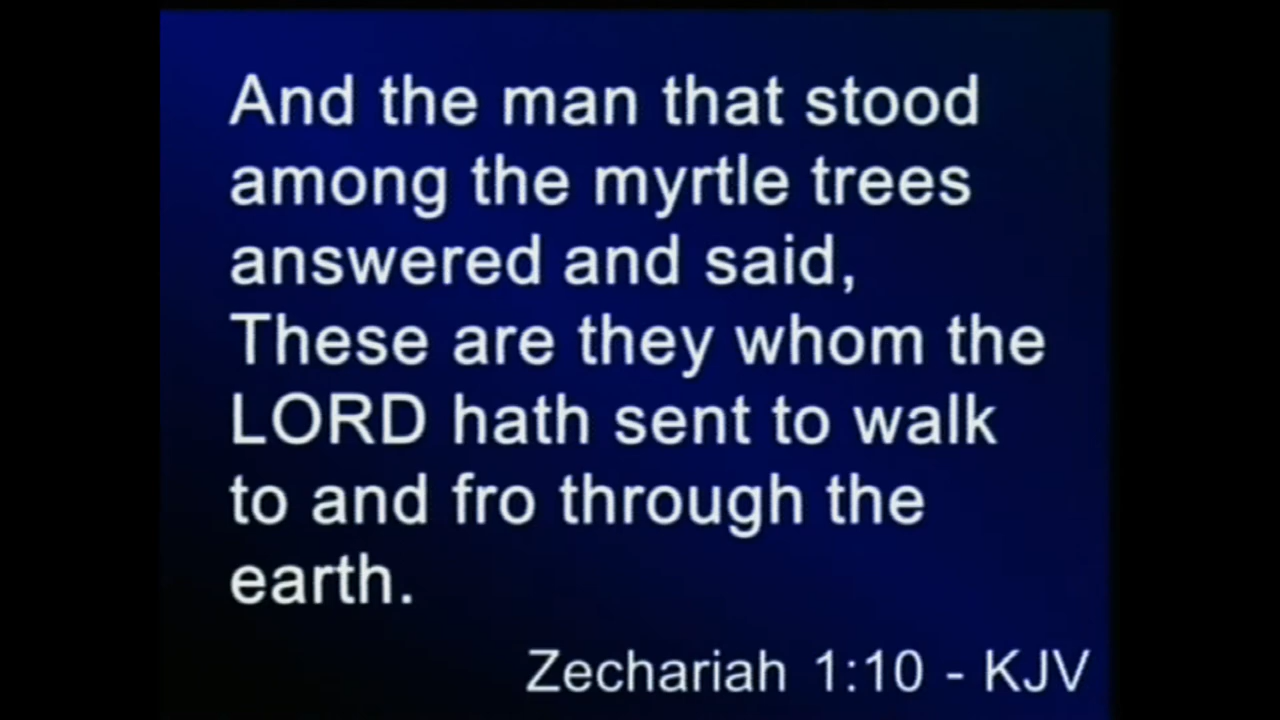 And the man that stood
among the myrtle trees
answered and said,
These are they whom the
LORD hath sent to walk
to and fro through the
earth.
Zechariah 1:10 - KJV